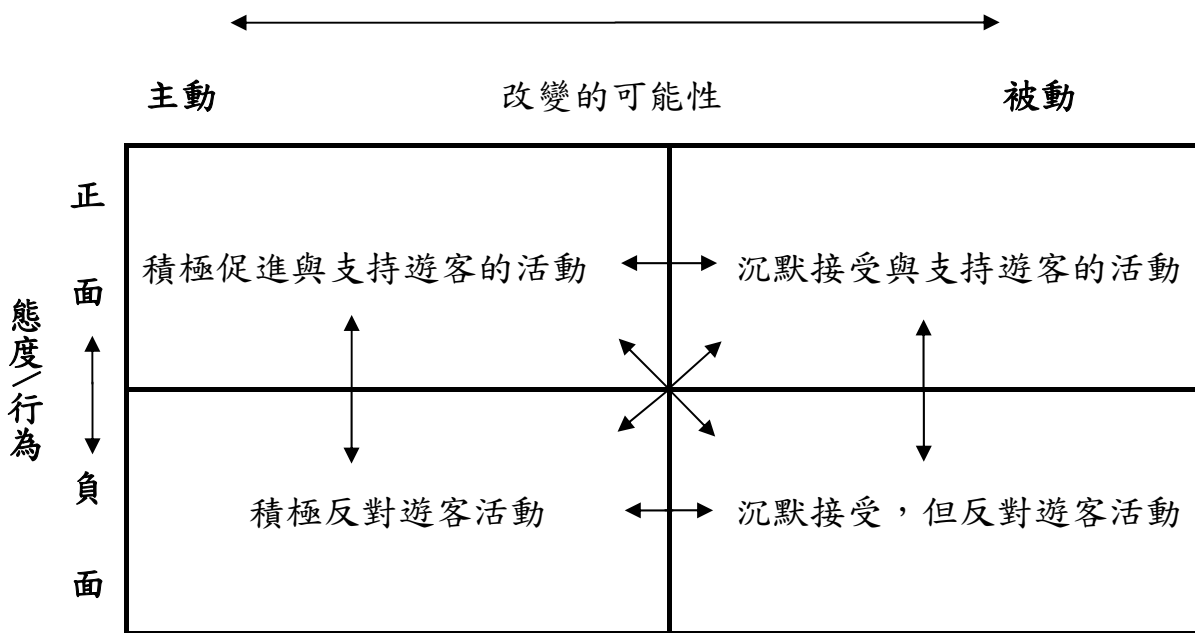 主動 改變的可能性 被動
正面
積極促進與支持遊客的活動 沉默接受與支持遊客的活動
態度/行為
負面
積極反對遊客活動 沉默接受，但反對遊客活動